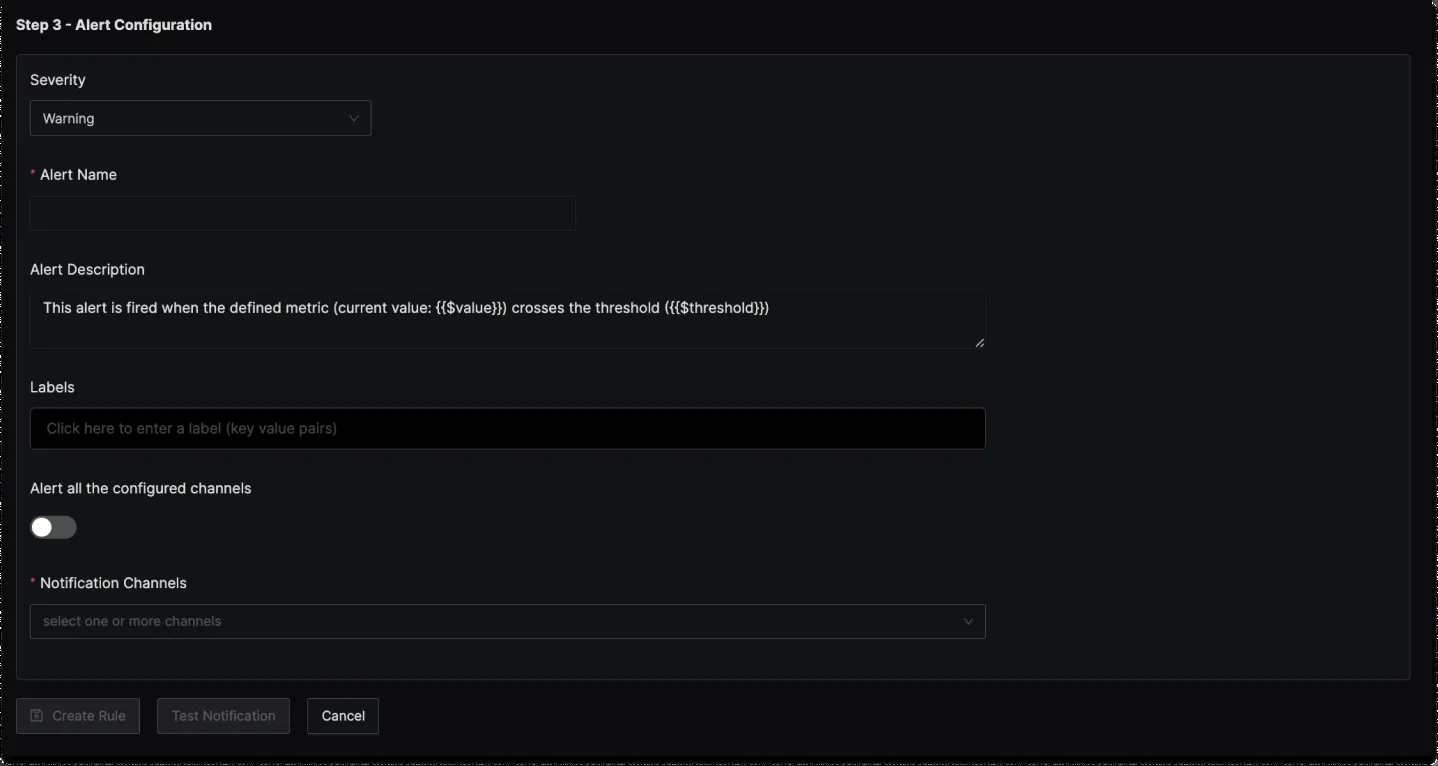 Step 3 - Alert Configuration
Severity
Warning
* Alert Name
Alert Description
This alert is fired when the defined metric (current value: {{$value}}) crosses the threshold ({{$threshold}})
Labels
Click here to enter a label (key value pairs)
Alert all the configured channels
* Notification Channels
select one or more channels
Create Rule Test Notification Cancel